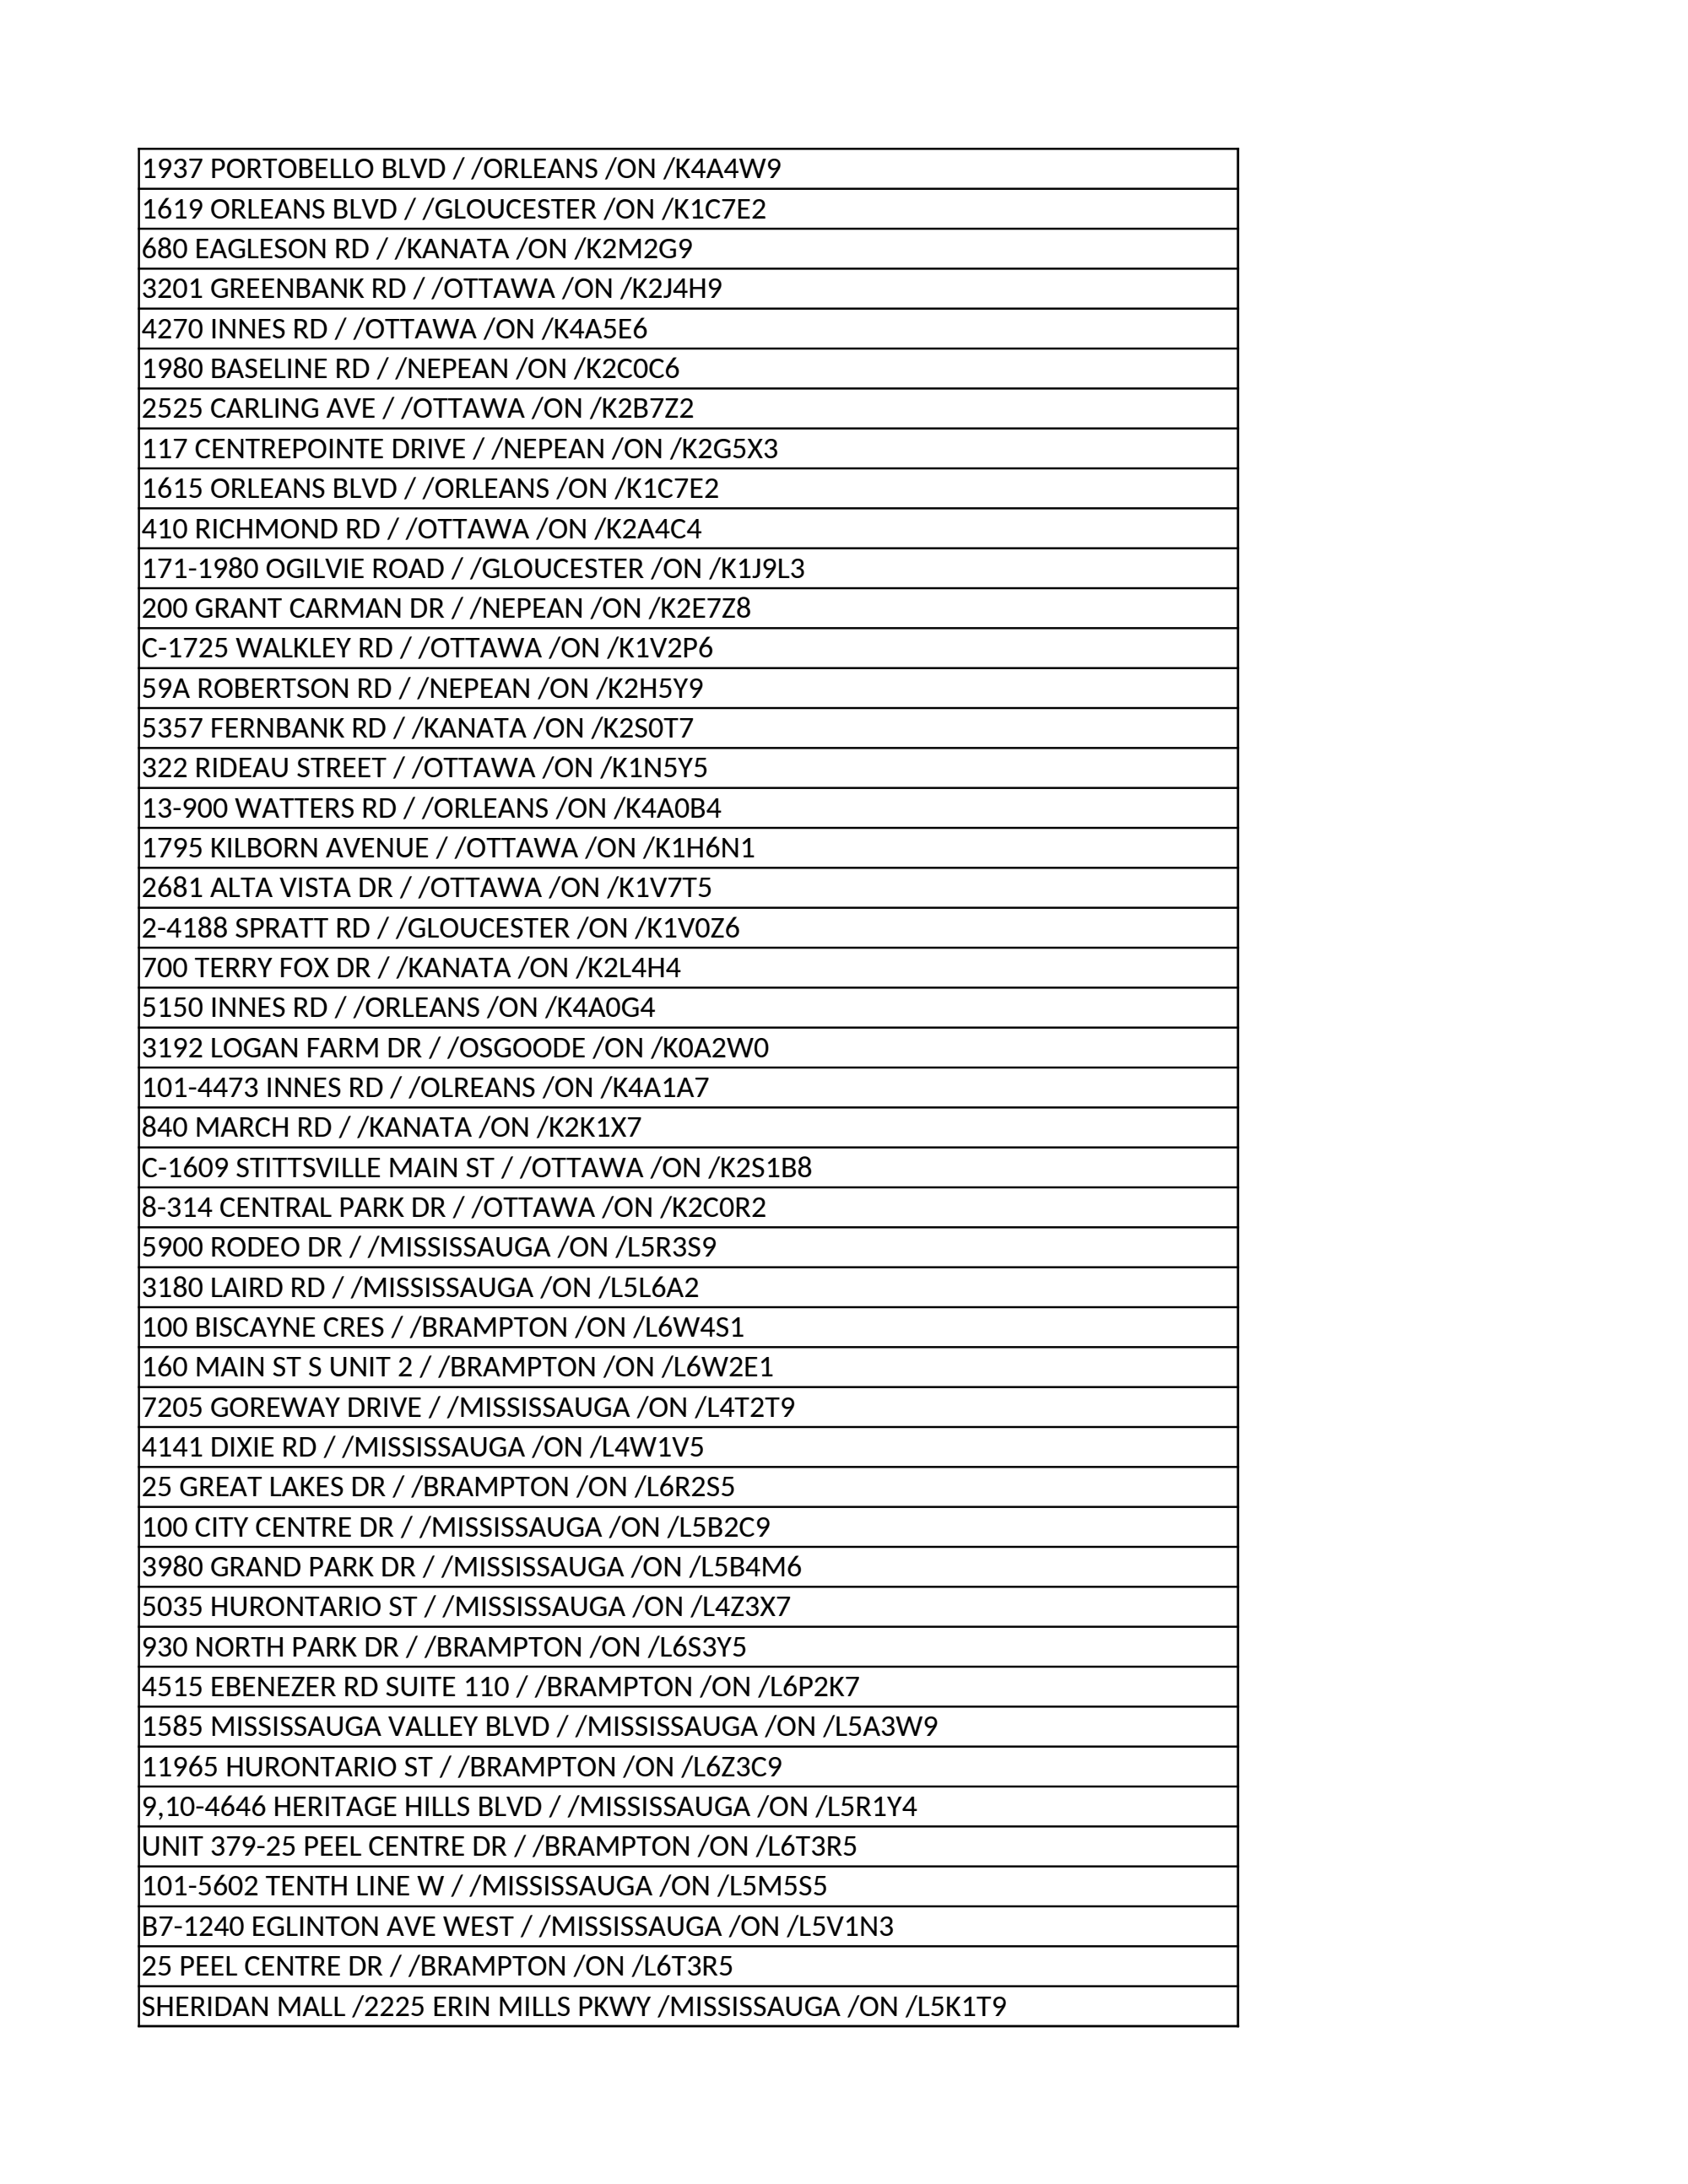 1937 PORTOBELLO BLVD / /ORLEANS /ON /K4A4W9
1619 ORLEANS BLVD / /GLOUCESTER /ON /K1C7E2
680 EAGLESON RD / /KANATA /ON /K2M2G9
3201 GREENBANK RD / /OTTAWA /ON /K2J4H9
4270 INNES RD / /OTTAWA /ON /K4A5E6
1980 BASELINE RD / /NEPEAN /ON /K2C0C6
2525 CARLING AVE / /OTTAWA /ON /K2B7Z2
117 CENTREPOINTE DRIVE / /NEPEAN /ON /K2G5X3
1615 ORLEANS BLVD / /ORLEANS /ON /K1C7E2
410 RICHMOND RD / /OTTAWA /ON /K2A4C4
171-1980 OGILVIE ROAD / /GLOUCESTER /ON /K1J9L3
200 GRANT CARMAN DR / /NEPEAN /ON /K2E7Z8
C-1725 WALKLEY RD / /OTTAWA /ON /K1V2P6
59A ROBERTSON RD / /NEPEAN /ON /K2H5Y9
5357 FERNBANK RD / /KANATA /ON /K2S0T7
322 RIDEAU STREET / /OTTAWA /ON /K1N5Y5
13-900 WATTERS RD / /ORLEANS /ON /K4A0B4
1795 KILBORN AVENUE / /OTTAWA /ON /K1H6N1
2681 ALTA VISTA DR / /OTTAWA /ON /K1V7T5
2-4188 SPRATT RD / /GLOUCESTER /ON /K1V0Z6
700 TERRY FOX DR / /KANATA /ON /K2L4H4
5150 INNES RD / /ORLEANS /ON /K4A0G4
3192 LOGAN FARM DR / /OSGOODE /ON /K0A2W0
101-4473 INNES RD / /OLREANS /ON /K4A1A7
840 MARCH RD / /KANATA /ON /K2K1X7
C-1609 STITTSVILLE MAIN ST / /OTTAWA /ON /K2S1B8
8-314 CENTRAL PARK DR / /OTTAWA /ON /K2C0R2
5900 RODEO DR / /MISSISSAUGA /ON /L5R3S9
3180 LAIRD RD / /MISSISSAUGA /ON /L5L6A2
100 BISCAYNE CRES / /BRAMPTON /ON /L6W4S1
160 MAIN ST S UNIT 2 / /BRAMPTON /ON /L6W2E1
7205 GOREWAY DRIVE / /MISSISSAUGA /ON /L4T2T9
4141 DIXIE RD / /MISSISSAUGA /ON /L4W1V5
25 GREAT LAKES DR / /BRAMPTON /ON /L6R2S5
100 CITY CENTRE DR / /MISSISSAUGA /ON /L5B2C9
3980 GRAND PARK DR / /MISSISSAUGA /ON /L5B4M6
5035 HURONTARIO ST / /MISSISSAUGA /ON /L4Z3X7
930 NORTH PARK DR / /BRAMPTON /ON /L6S3Y5
4515 EBENEZER RD SUITE 110 / /BRAMPTON /ON /L6P2K7
1585 MISSISSAUGA VALLEY BLVD / /MISSISSAUGA /ON /L5A3W9
11965 HURONTARIO ST / /BRAMPTON /ON /L6Z3C9
9,10-4646 HERITAGE HILLS BLVD / /MISSISSAUGA /ON /L5R1Y4
UNIT 379-25 PEEL CENTRE DR / /BRAMPTON /ON /L6T3R5
101-5602 TENTH LINE W / /MISSISSAUGA /ON /L5M5S5
B7-1240 EGLINTON AVE WEST / /MISSISSAUGA /ON /L5V1N3
25 PEEL CENTRE DR / /BRAMPTON /ON /L6T3R5
SHERIDAN MALL /2225 ERIN MILLS PKWY /MISSISSAUGA /ON /L5K1T9